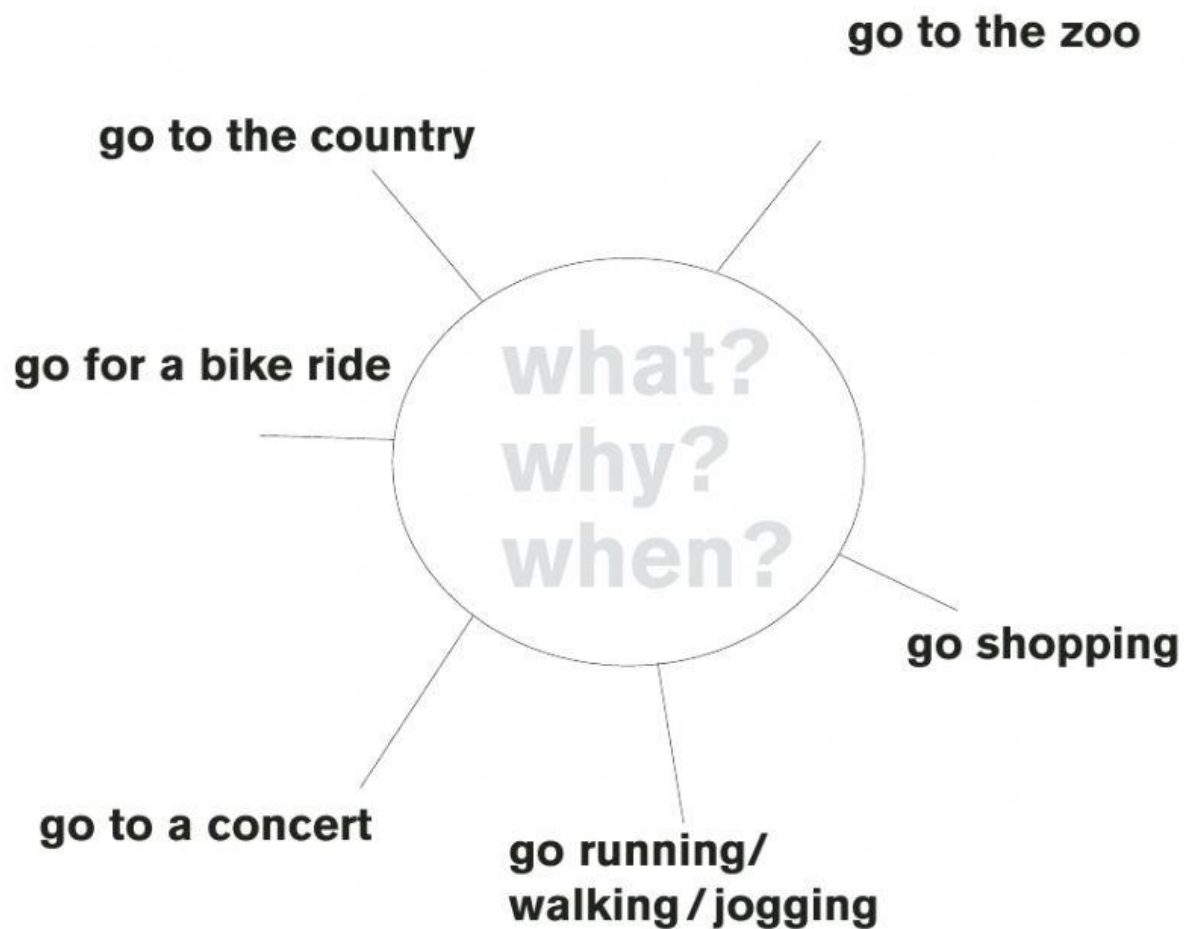 go to the zoo
go to the country
go for a bike ride
what?
why?
when?
go shopping
go to a concert
go running/
walking / jogging